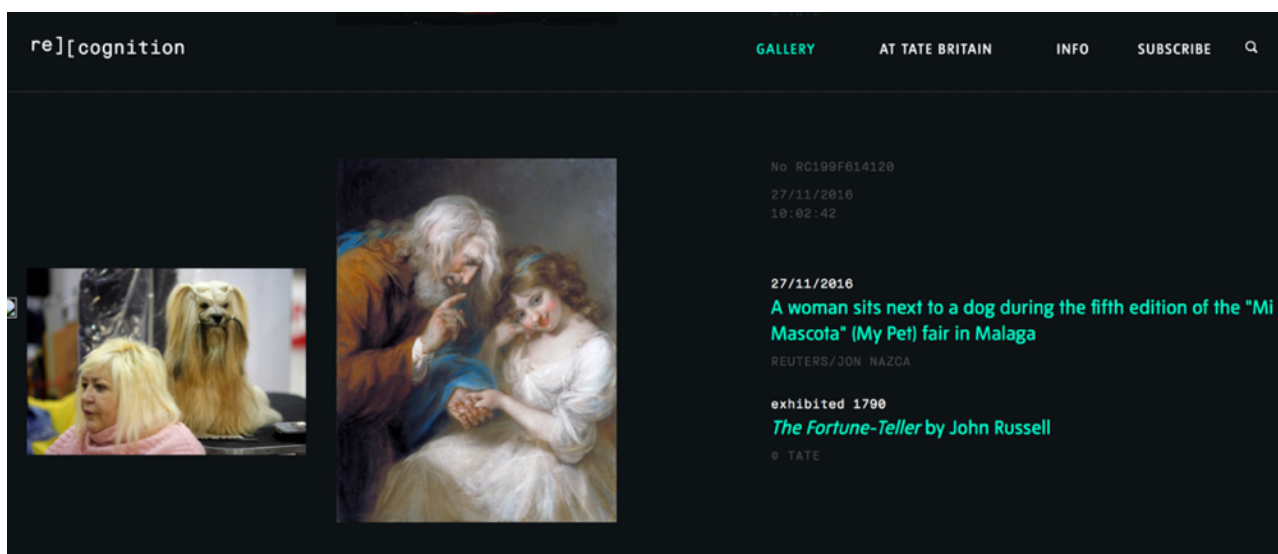 © TATE
re][cognition
GALLERY AT TATE BRITAIN INFO SUBSCRIBE
No RC199F614120
27/11/2016
10:02:42
27/11/2016
A woman sits next to a dog during the fifth edition of the "Mi
Mascota" (My Pet) fair in Malaga
REUTERS/JON NAZCA
exhibited 1790
The Fortune-Teller by John Russell
© TATE